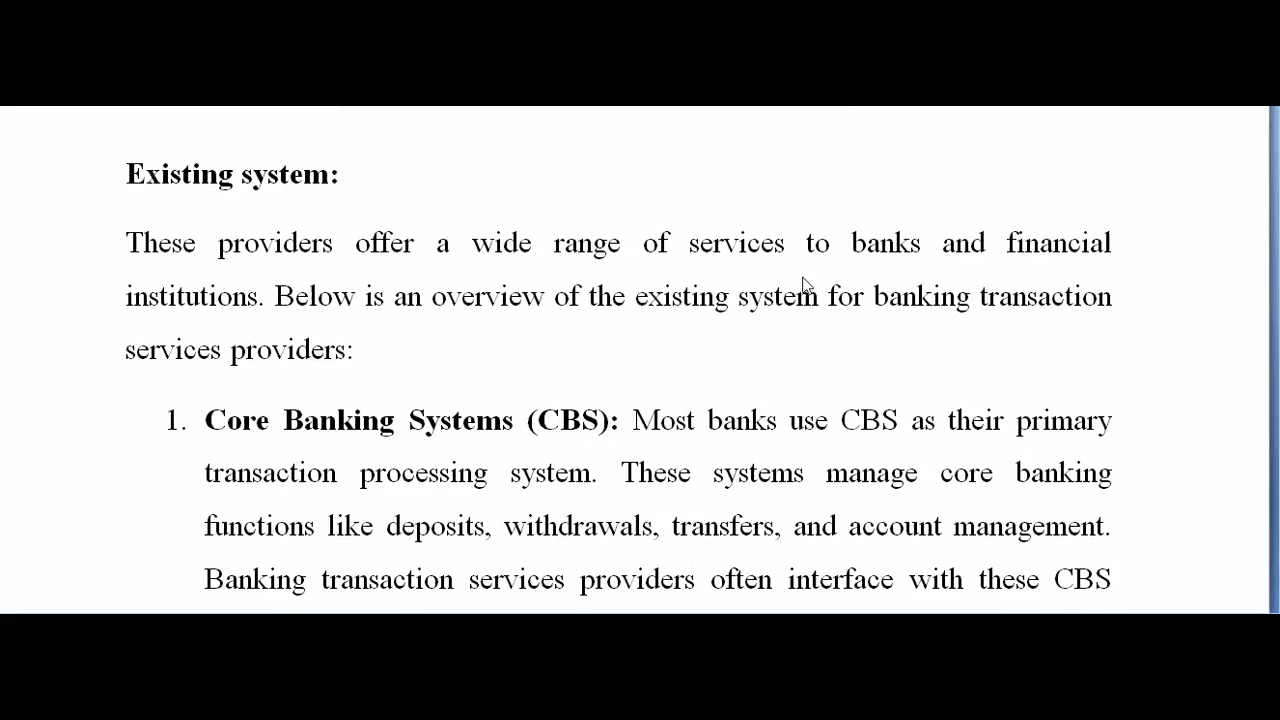 Existing system:
These providers offer a wide range of services to banks and financial
institutions. Below is an overview of the existing system for banking transaction
services providers:
1. Core Banking Systems (CBS): Most banks use CBS as their primary
transaction processing system. These systems manage core banking
functions like deposits, withdrawals, transfers, and account management.
Banking transaction services providers often interface with these CBS